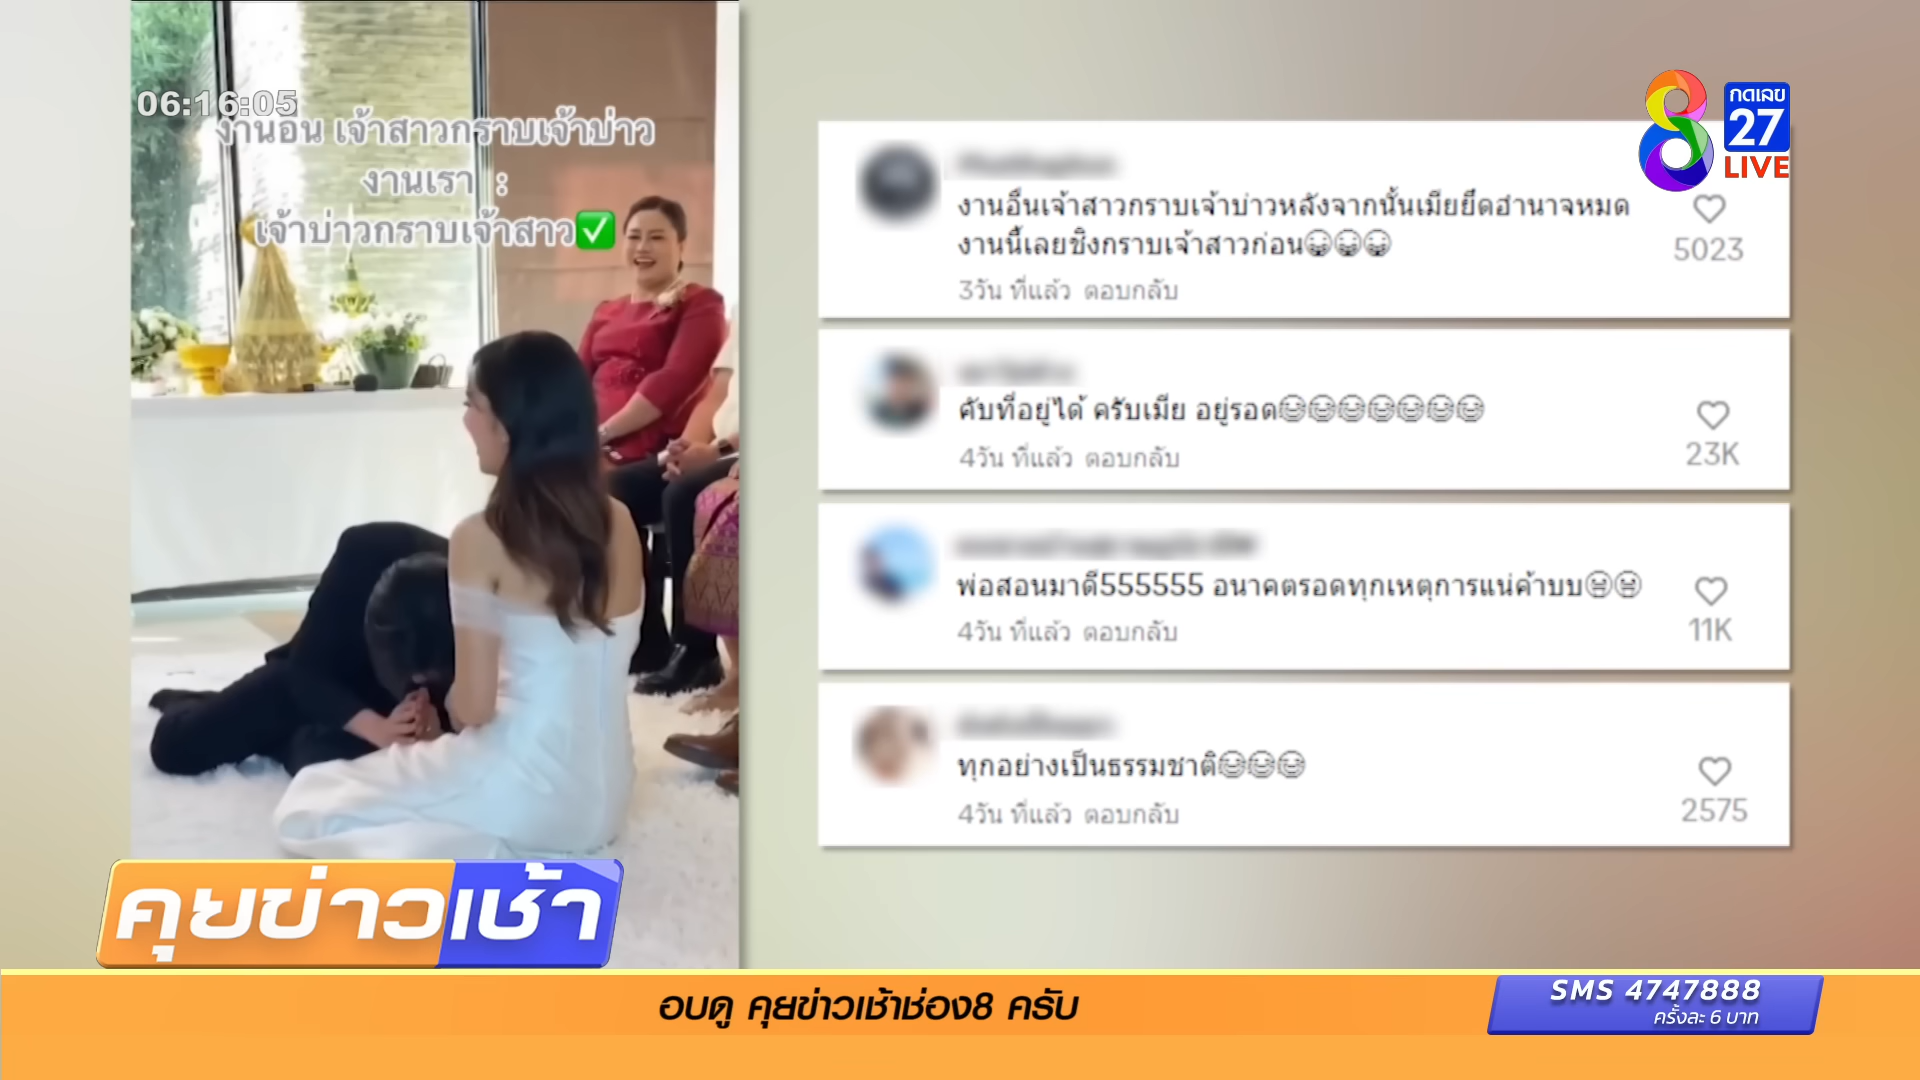 06:16:05
งานอื่น เจ้าสาวกราบเจ้าบ่าว
งานเรา :
เจ้าบ่าวกราบเจ้าสาว✅
8
กดเลข
27
LIVE
งานอื่นเจ้าสาวกราบเจ้าบ่าวหลังจากนั้นเมียยึดอำนาจหมด
งานนี้เลยชิงกราบเจ้าสาวก่อน
3วัน ที่แล้ว ตอบกลับ
5023
คับที่อยู่ได้ ครับเมีย อยู่รอด
4วัน ที่แล้ว ตอบกลับ
23K
พ่อสอนมาดี555555 อนาคตรอดทุกเหตุการแน่ค้าบบ
4วัน ที่แล้ว ตอบกลับ
11K
ทุกอย่างเป็นธรรมชาติ
4วัน ที่แล้ว ตอบกลับ
2575
คุยข่าวเช้า
อบดู คุยข่าวเช้าช่อง8 ครับ
SMS 4747888
ครั้งละ 6 บาท